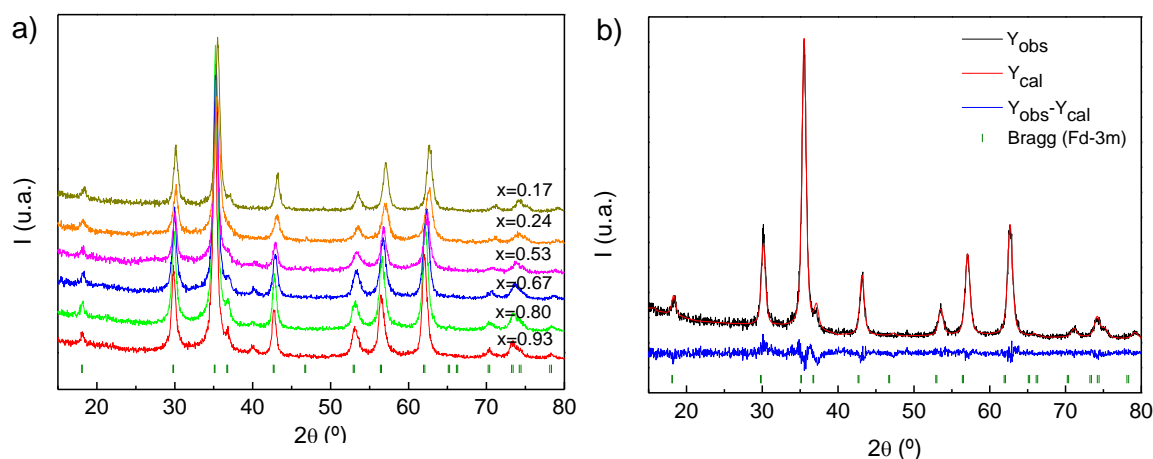 a)
I (u.a.)
x=0.17
x=0.24
x=0.53
x=0.67
x=0.80
x=0.93
20 30 40 50 60 70 80
2θ (º)
b)
I (u.a.)
Yobs
Ycal
Yobs-Ycal
Bragg (Fd-3m)
20 30 40 50 60 70 80
2θ (º)